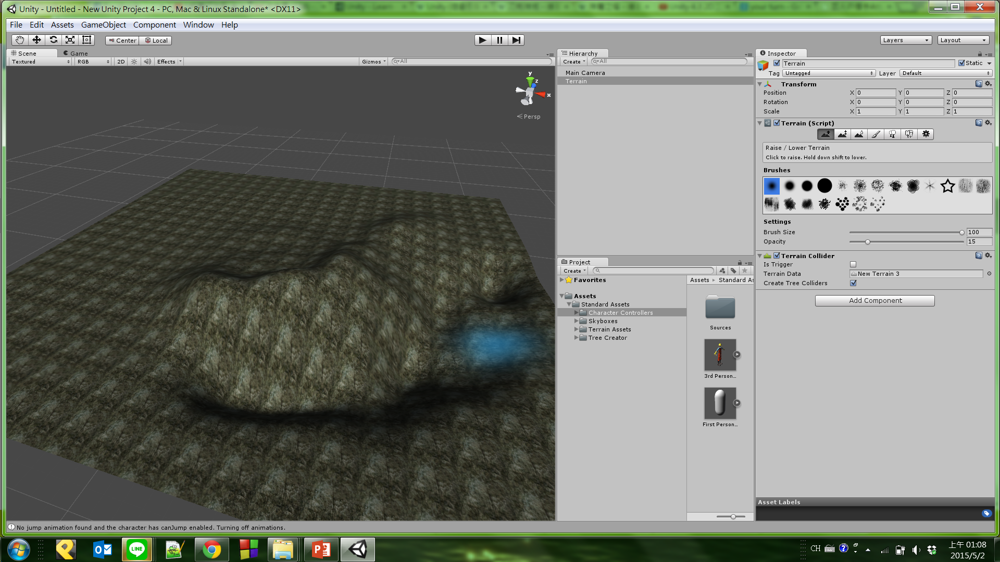 Unity - Untitled - New Unity Project 4 - PC, Mac & Linux Standalone* <DX11>
File Edit Assets GameObject Component Window Help
Center Local
Layers Layout
Scene Game
Textured RGB 2D Effects Gizmos All
y
z
x
Persp
Hierarchy
Create All
Main Camera
Terrain
Project
Create
Favorites
Assets
Standard Assets
Character Controllers
Skyboxes
Terrain Assets
Tree Creator
Assets Standard As
Sources
3rd Person...
First Person...
Inspector
Terrain Static
Tag Untagged Layer Default
Transform
Position X 0 Y 0 Z 0
Rotation X 0 Y 0 Z 0
Scale X 1 Y 1 Z 1
Terrain (Script)
Raise / Lower Terrain
Click to raise. Hold down shift to lower.
Brushes
Settings
Brush Size 100
Opacity 15
Terrain Collider
Is Trigger
Terrain Data New Terrain 3
Create Tree Colliders
Add Component
Asset Labels
No jump animation found and the character has canJump enabled. Turning off animations.
LINE
CH
上午 01:08
2015/5/2